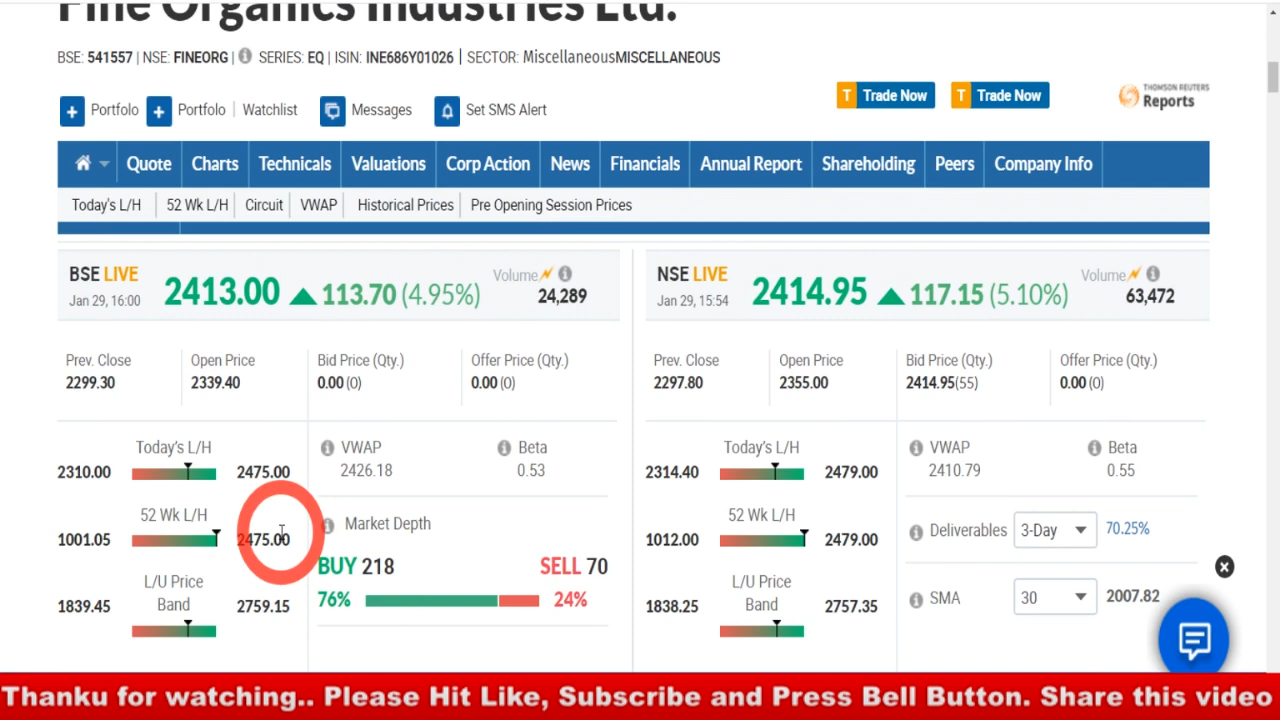 Fine Organics Industries Ltd.
BSE: 541557 | NSE: FINEORG | SERIES: EQ | ISIN: INE686Y01026 | SECTOR: MiscellaneousMISCELLANEOUS
Portfolo Portfolo Watchlist Messages Set SMS Alert
T Trade Now T Trade Now
THOMSON REUTERS
Reports
Quote Charts Technicals Valuations Corp Action News Financials Annual Report Shareholding Peers Company Info
Today's L/H 52 Wk L/H Circuit VWAP Historical Prices Pre Opening Session Prices
BSE LIVE
Jan 29, 16:00
2413.00 113.70 (4.95%)
Volume
24,289
Prev. Close Open Price Bid Price (Qty.) Offer Price (Qty.)
2299.30 2339.40 0.00 (0) 0.00 (0)
Today's L/H
2310.00 2475.00
52 Wk L/H
1001.05 2475.00
L/U Price
Band
1839.45 2759.15
VWAP Beta
2426.18 0.53
Market Depth
BUY 218 SELL 70
76% 24%
NSE LIVE
Jan 29, 15:54
2414.95 117.15 (5.10%)
Volume
63,472
Prev. Close Open Price Bid Price (Qty.) Offer Price (Qty.)
2297.80 2355.00 2414.95(55) 0.00 (0)
Today's L/H
2314.40 2479.00
52 Wk L/H
1012.00 2479.00
L/U Price
Band
1838.25 2757.35
VWAP Beta
2410.79 0.55
Deliverables 3-Day 70.25%
SMA 30 2007.82
Thanku for watching.. Please Hit Like, Subscribe and Press Bell Button. Share this video